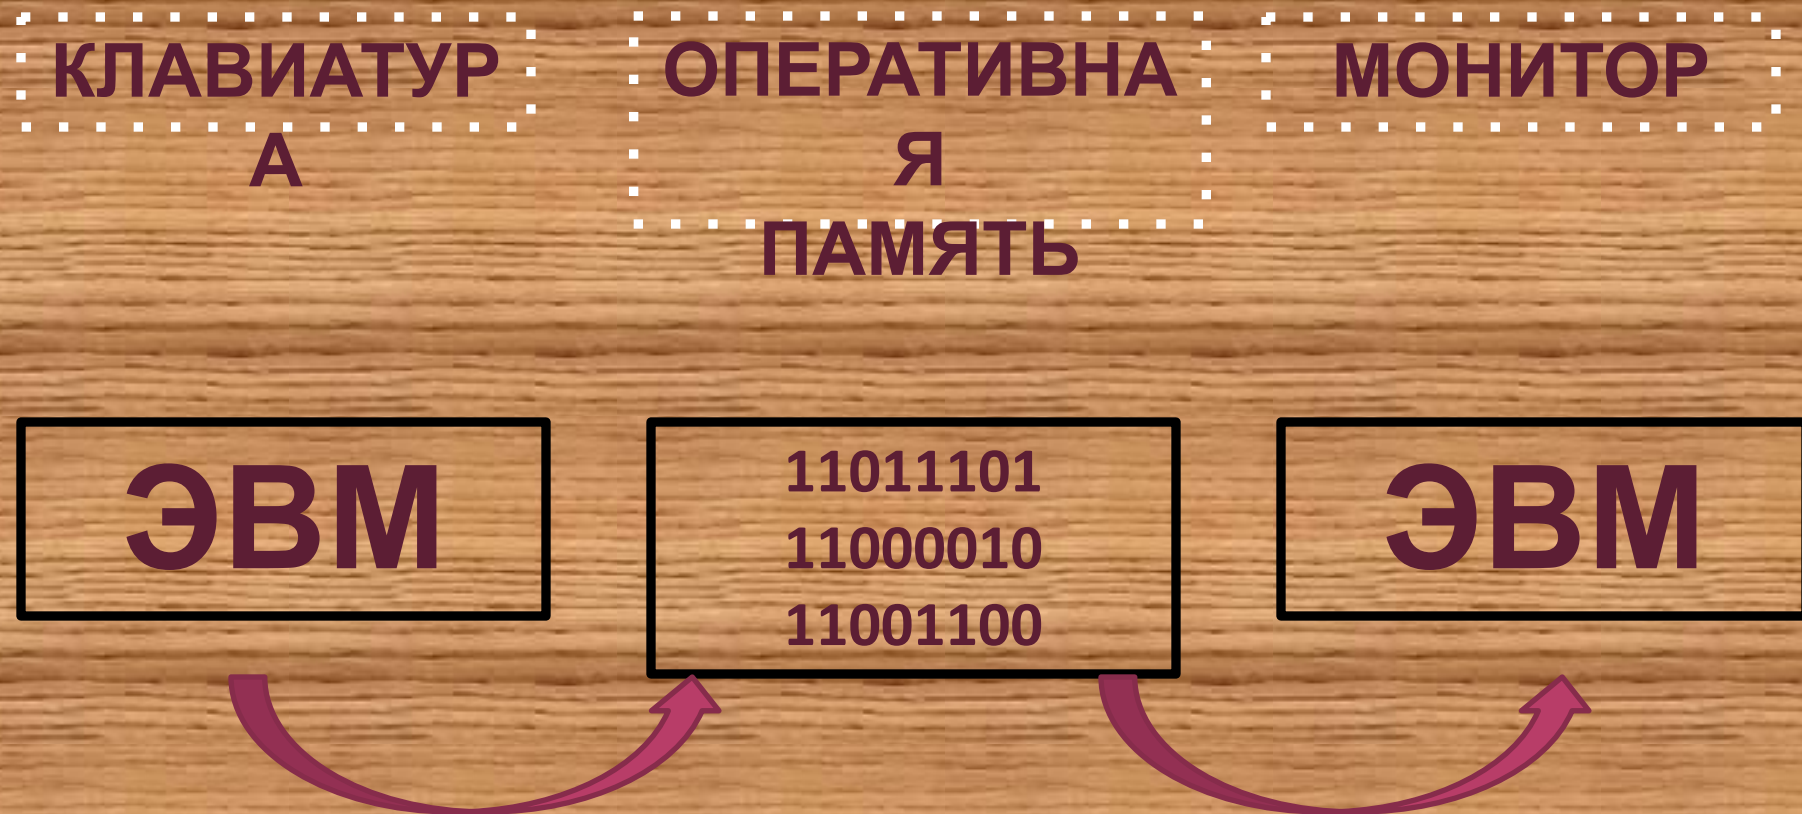 КЛАВИАТУР
А
ОПЕРАТИВНА
Я
ПАМЯТЬ
МОНИТОР
ЭВМ
11011101
11000010
11001100
ЭВМ